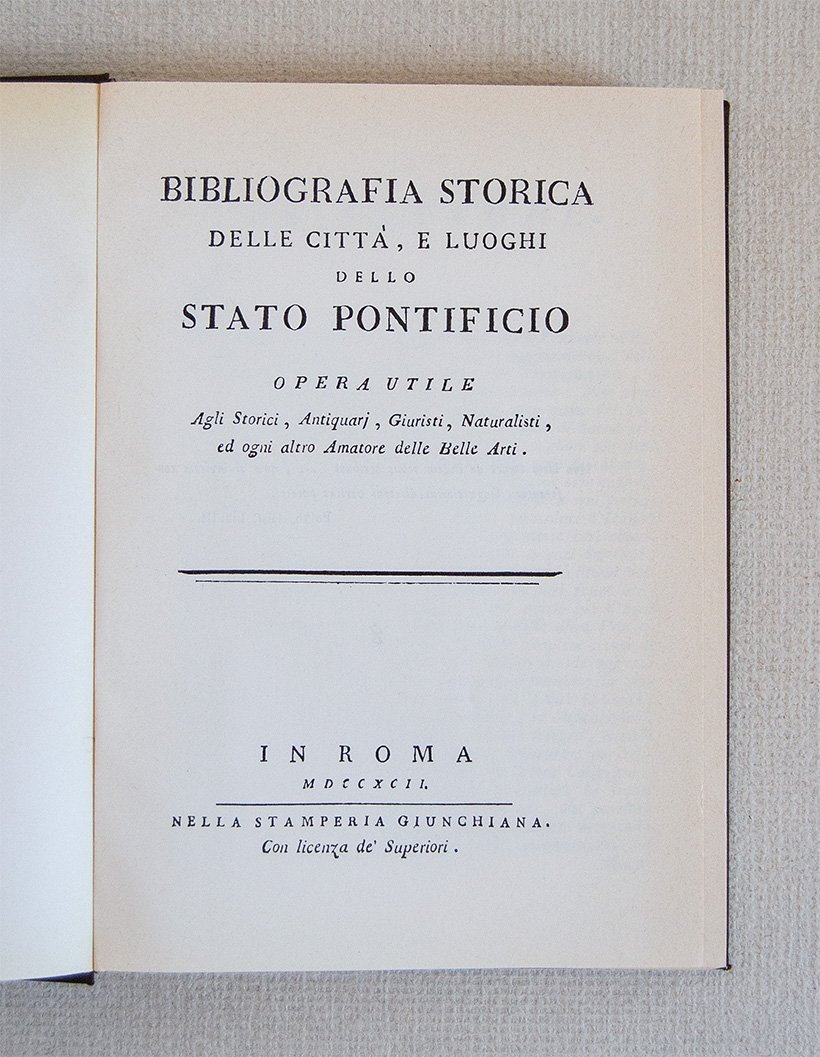 BIBLIOGRAFIA STORICA
DELLE CITTÀ, E LUOGHI
DELLO
STATO PONTIFICIO
OPERA UTILE
Agli Storici, Antiquarj, Giuristi, Naturalisti,
ed ogni altro Amatore delle Belle Arti.
IN ROMA
MDCCXCII.
NELLA STAMPERIA GIUNCHIANA.
Con licenza de' Superiori.